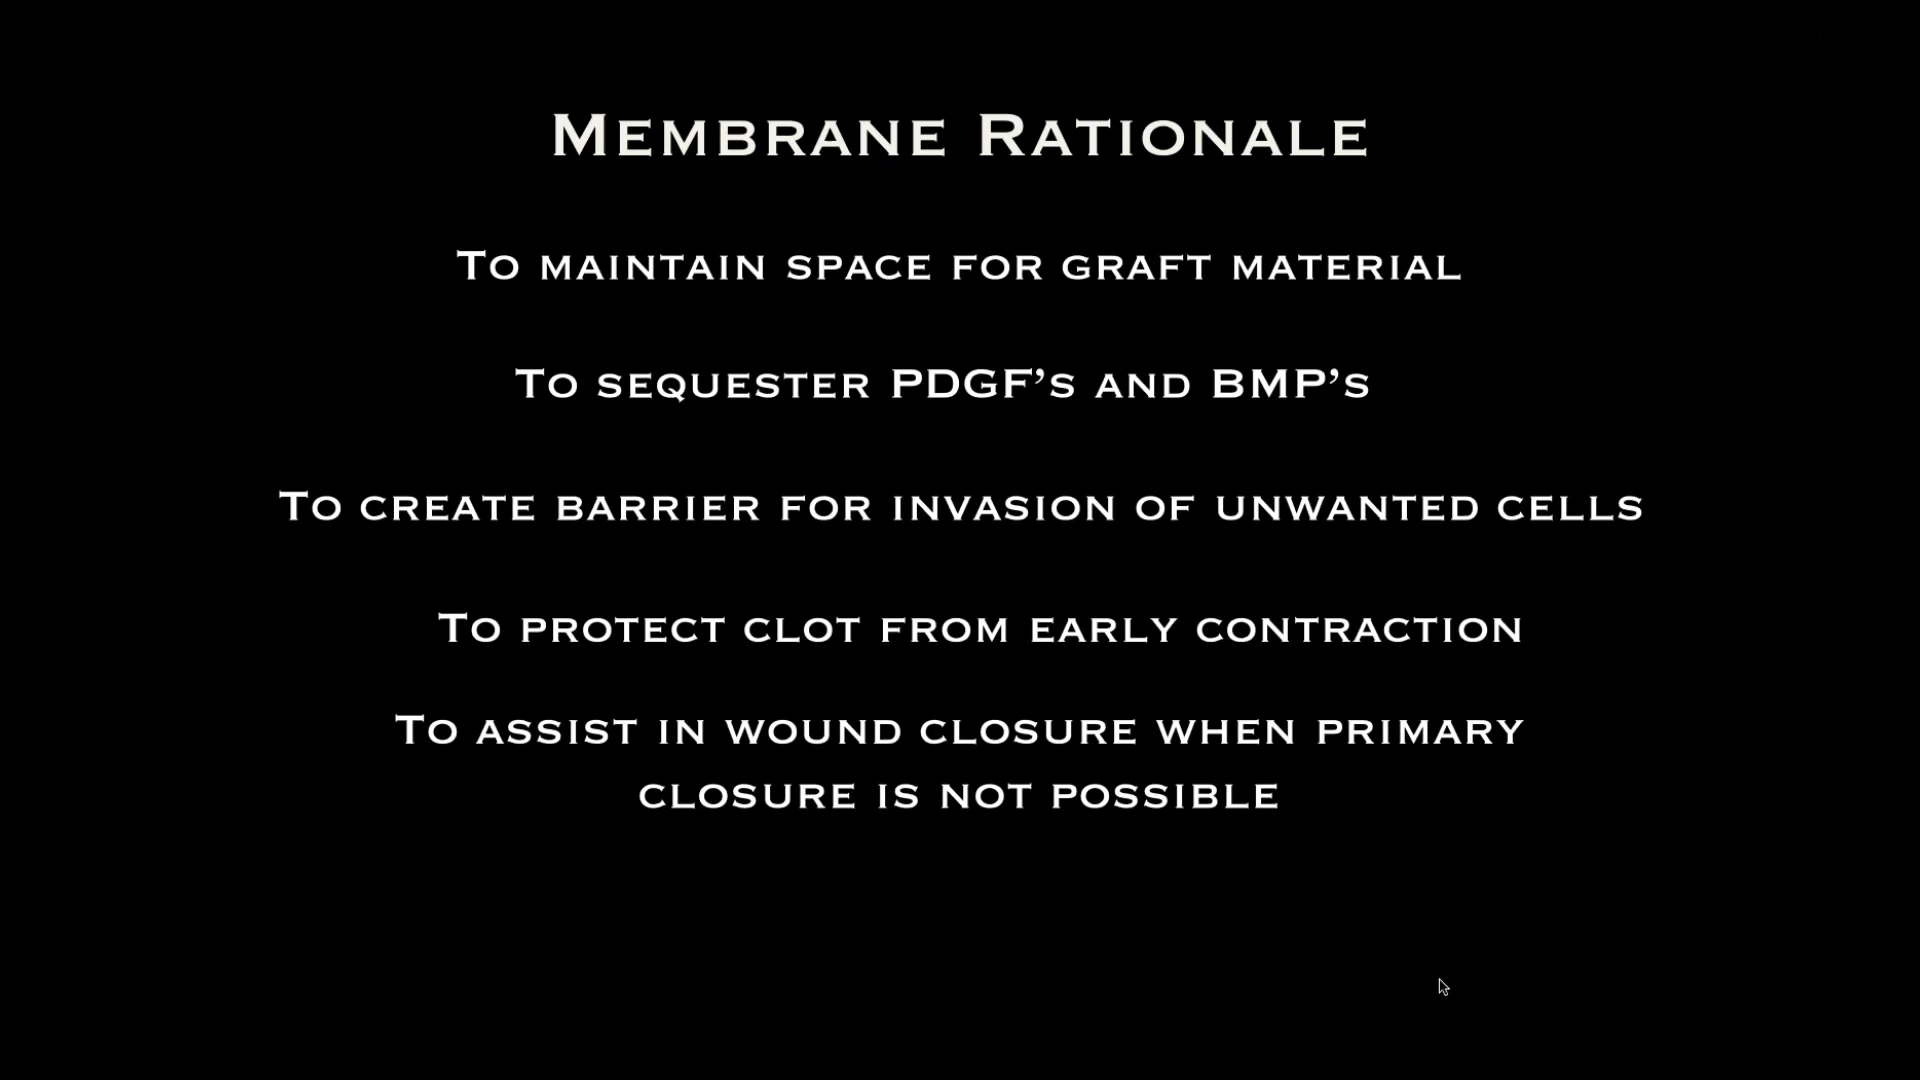 Membrane Rationale
To maintain space for graft material
To sequester PDGF’s and BMP’s
To create barrier for invasion of unwanted cells
To protect clot from early contraction
To assist in wound closure when primary
closure is not possible